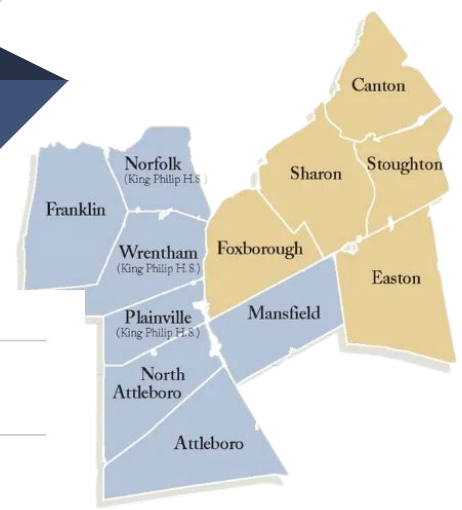 Canton
Norfolk
(King Philip H.S.)
Sharon
Stoughton
Franklin
Wrentham
(King Philip H.S.)
Foxborough
Easton
Plainville
(King Philip H.S.)
Mansfield
North
Attleboro
Attleboro